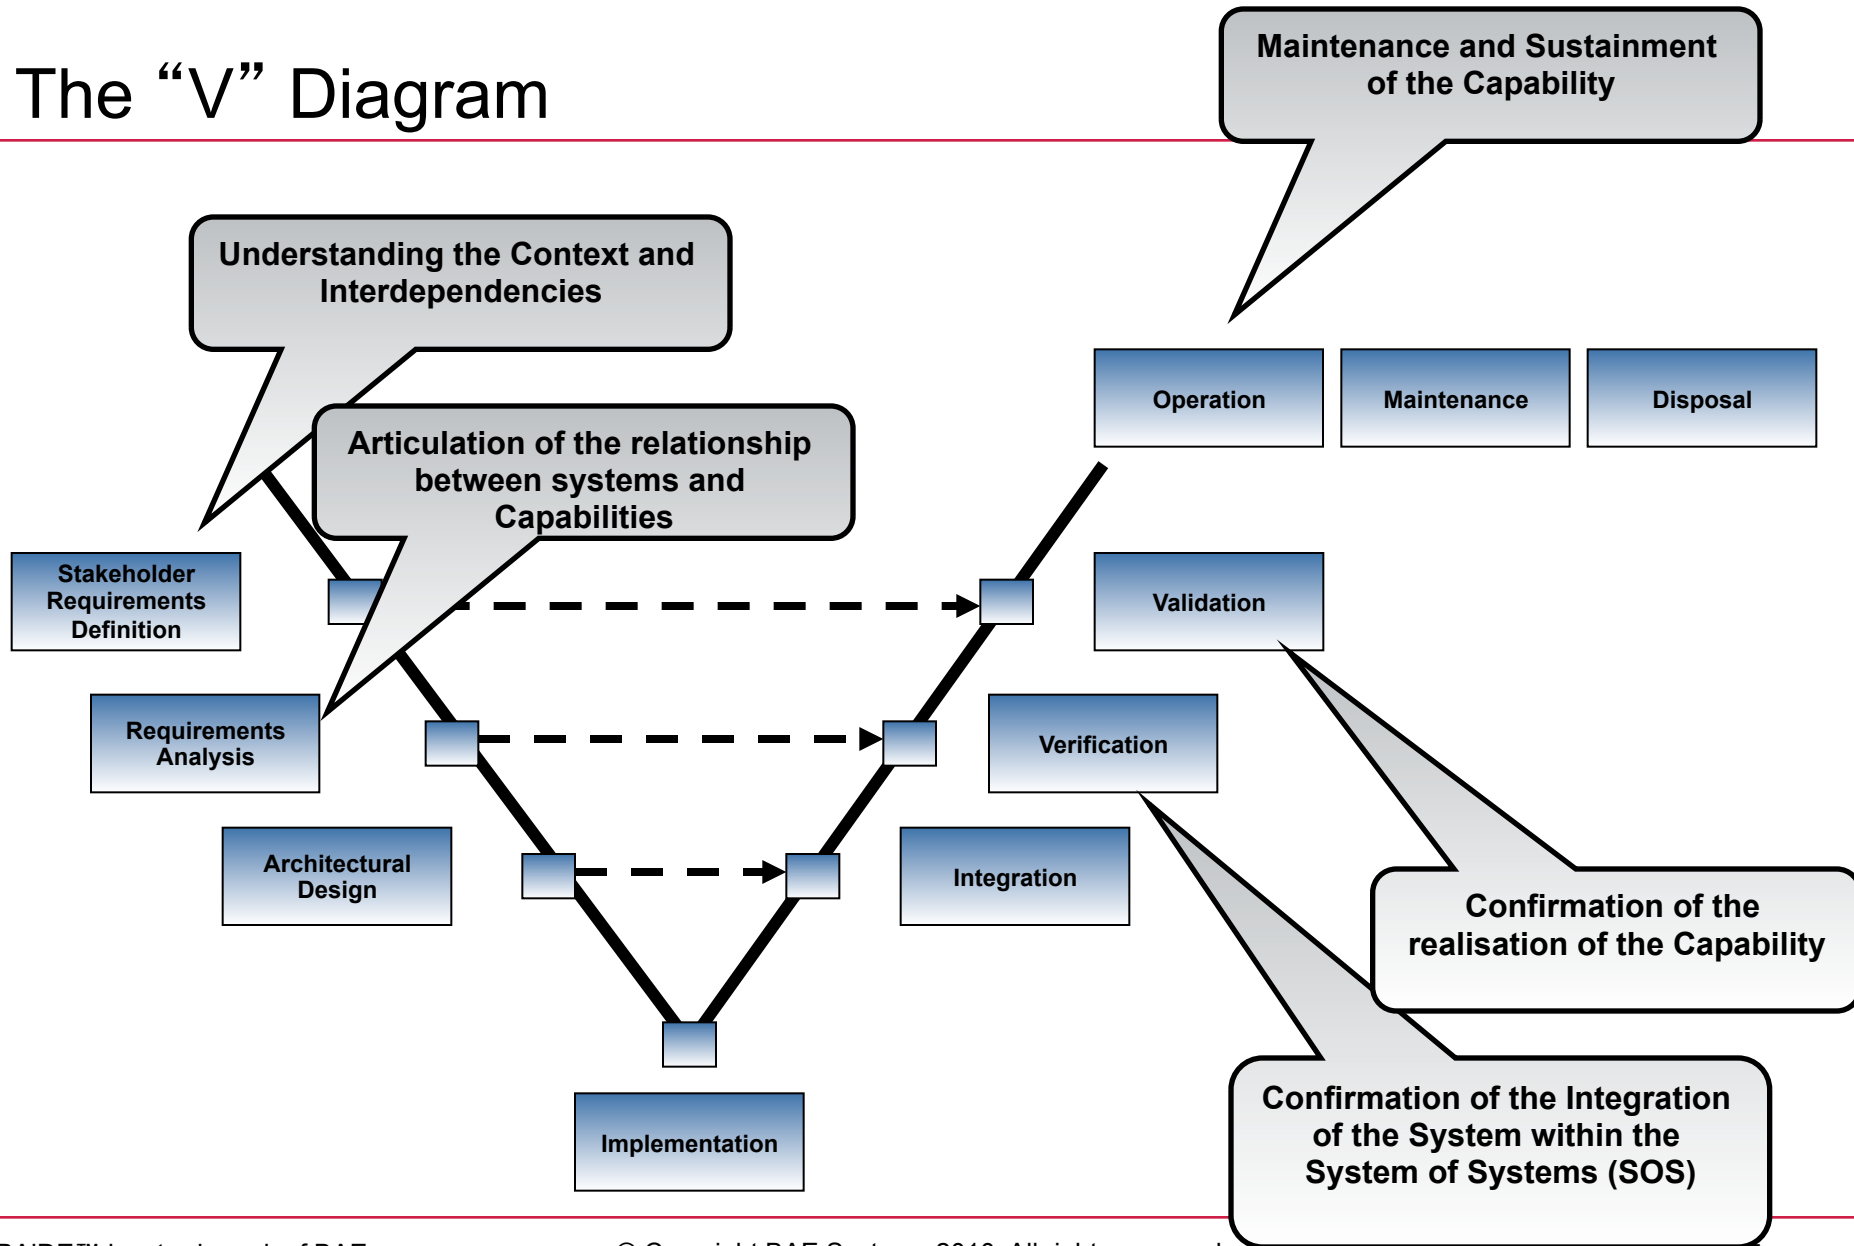 The “V” Diagram
Maintenance and Sustainment
of the Capability
Understanding the Context and
Interdependencies
Articulation of the relationship
between systems and
Capabilities
Operation
Maintenance
Disposal
Stakeholder
Requirements
Definition
Validation
Requirements
Analysis
Verification
Architectural
Design
Integration
Confirmation of the
realisation of the Capability
Implementation
Confirmation of the Integration
of the System within the
System of Systems (SOS)